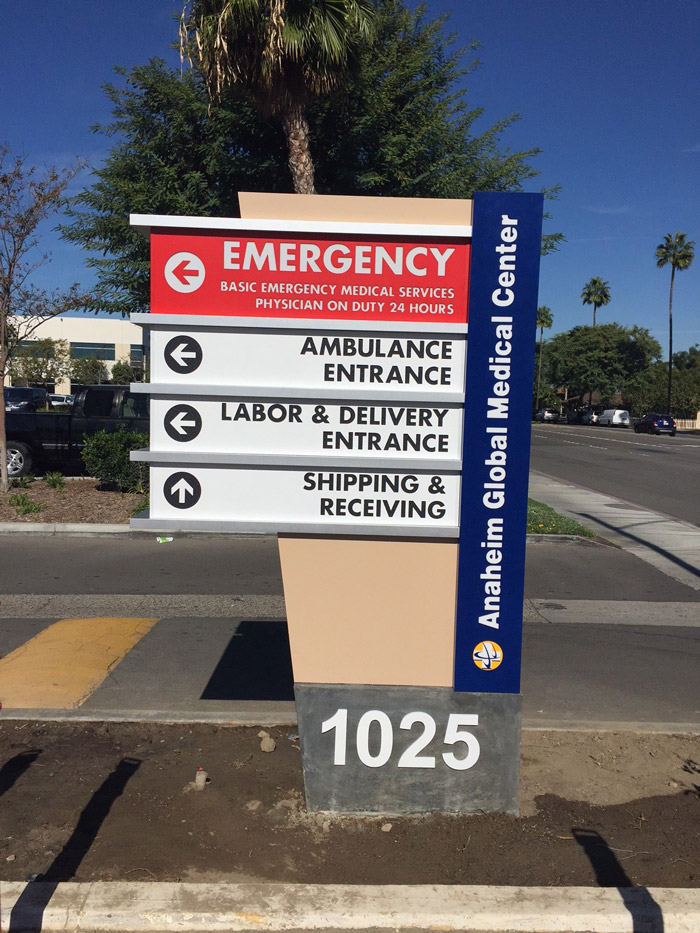 EMERGENCY
BASIC EMERGENCY MEDICAL SERVICES
PHYSICIAN ON DUTY 24 HOURS
AMBULANCE
ENTRANCE
LABOR & DELIVERY
ENTRANCE
SHIPPING &
RECEIVING
Anaheim Global Medical Center
1025